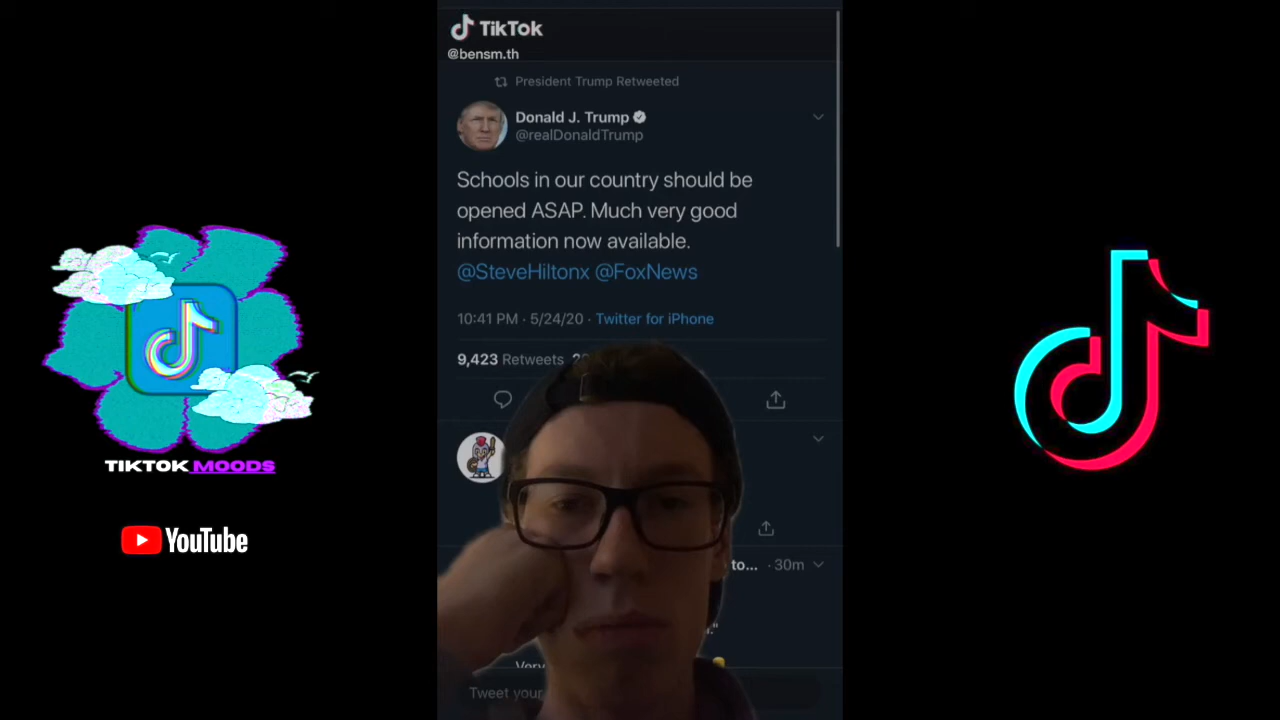 TikTok
@bensm.th
President Trump Retweeted
Donald J. Trump
@realDonaldTrump
Schools in our country should be
opened ASAP. Much very good
information now available.
@SteveHiltonx @FoxNews
10:41 PM · 5/24/20 · Twitter for iPhone
9,423 Retweets
to... · 30m
Very
Tweet your
TIKTOK MOODS
YouTube